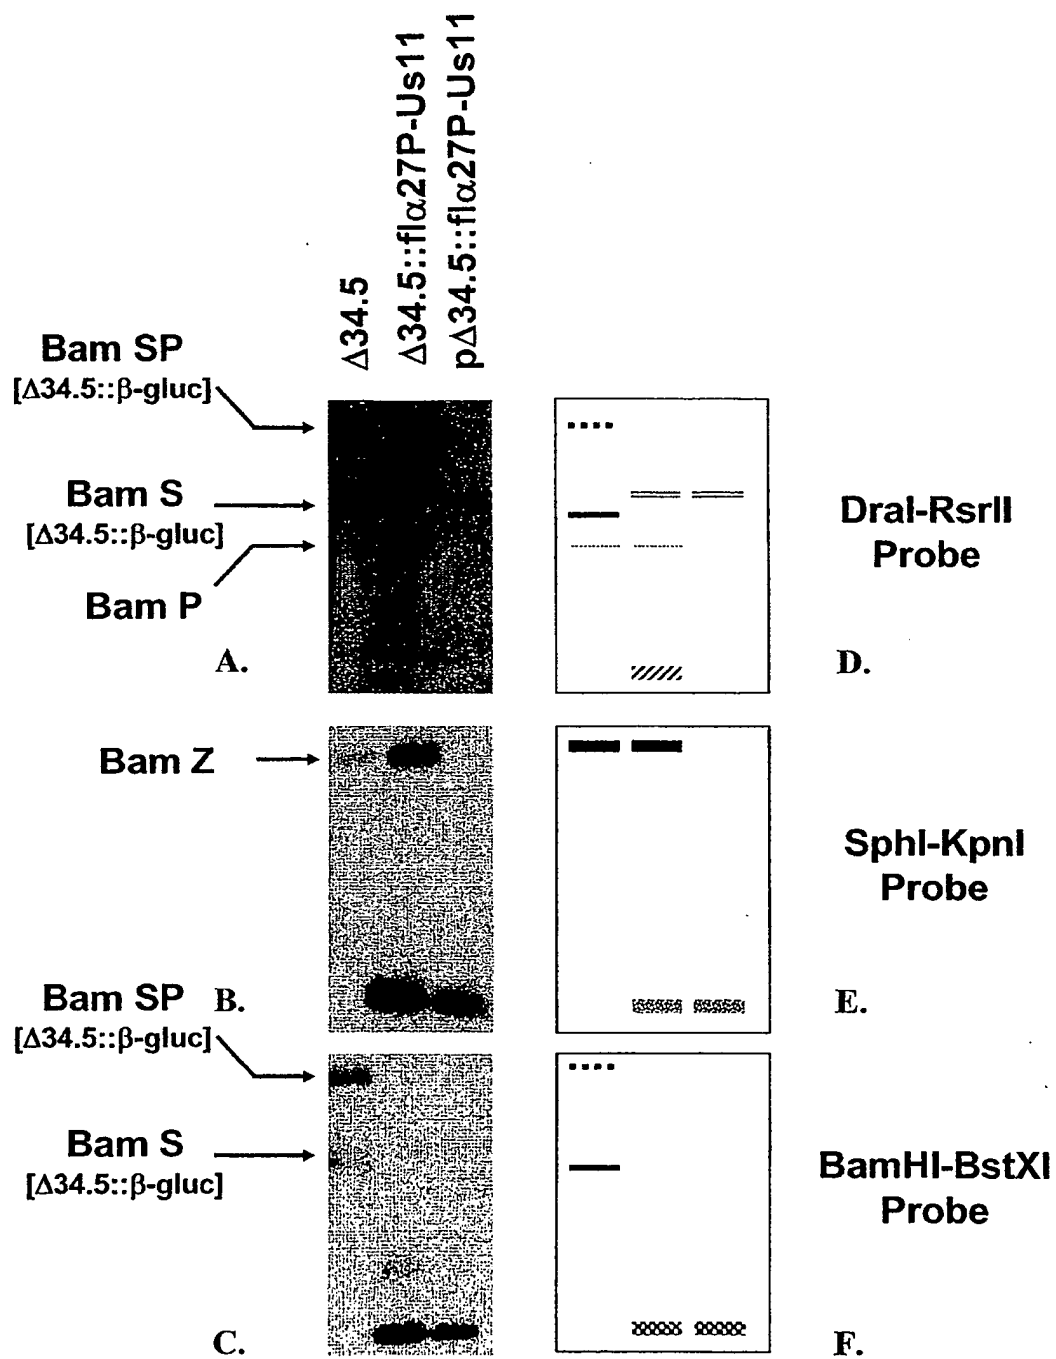 Δ34.5
Δ34.5::flα27P-Us11
pΔ34.5::flα27P-Us11
Bam SP
[Δ34.5::β-gluc]
Bam S
[Δ34.5::β-gluc]
Bam P
A.
DraI-RsrII
Probe
D.
Bam Z
SphI-KpnI
Probe
Bam SP
[Δ34.5::β-gluc]
B.
E.
Bam S
[Δ34.5::β-gluc]
BamHI-BstXI
Probe
C.
F.